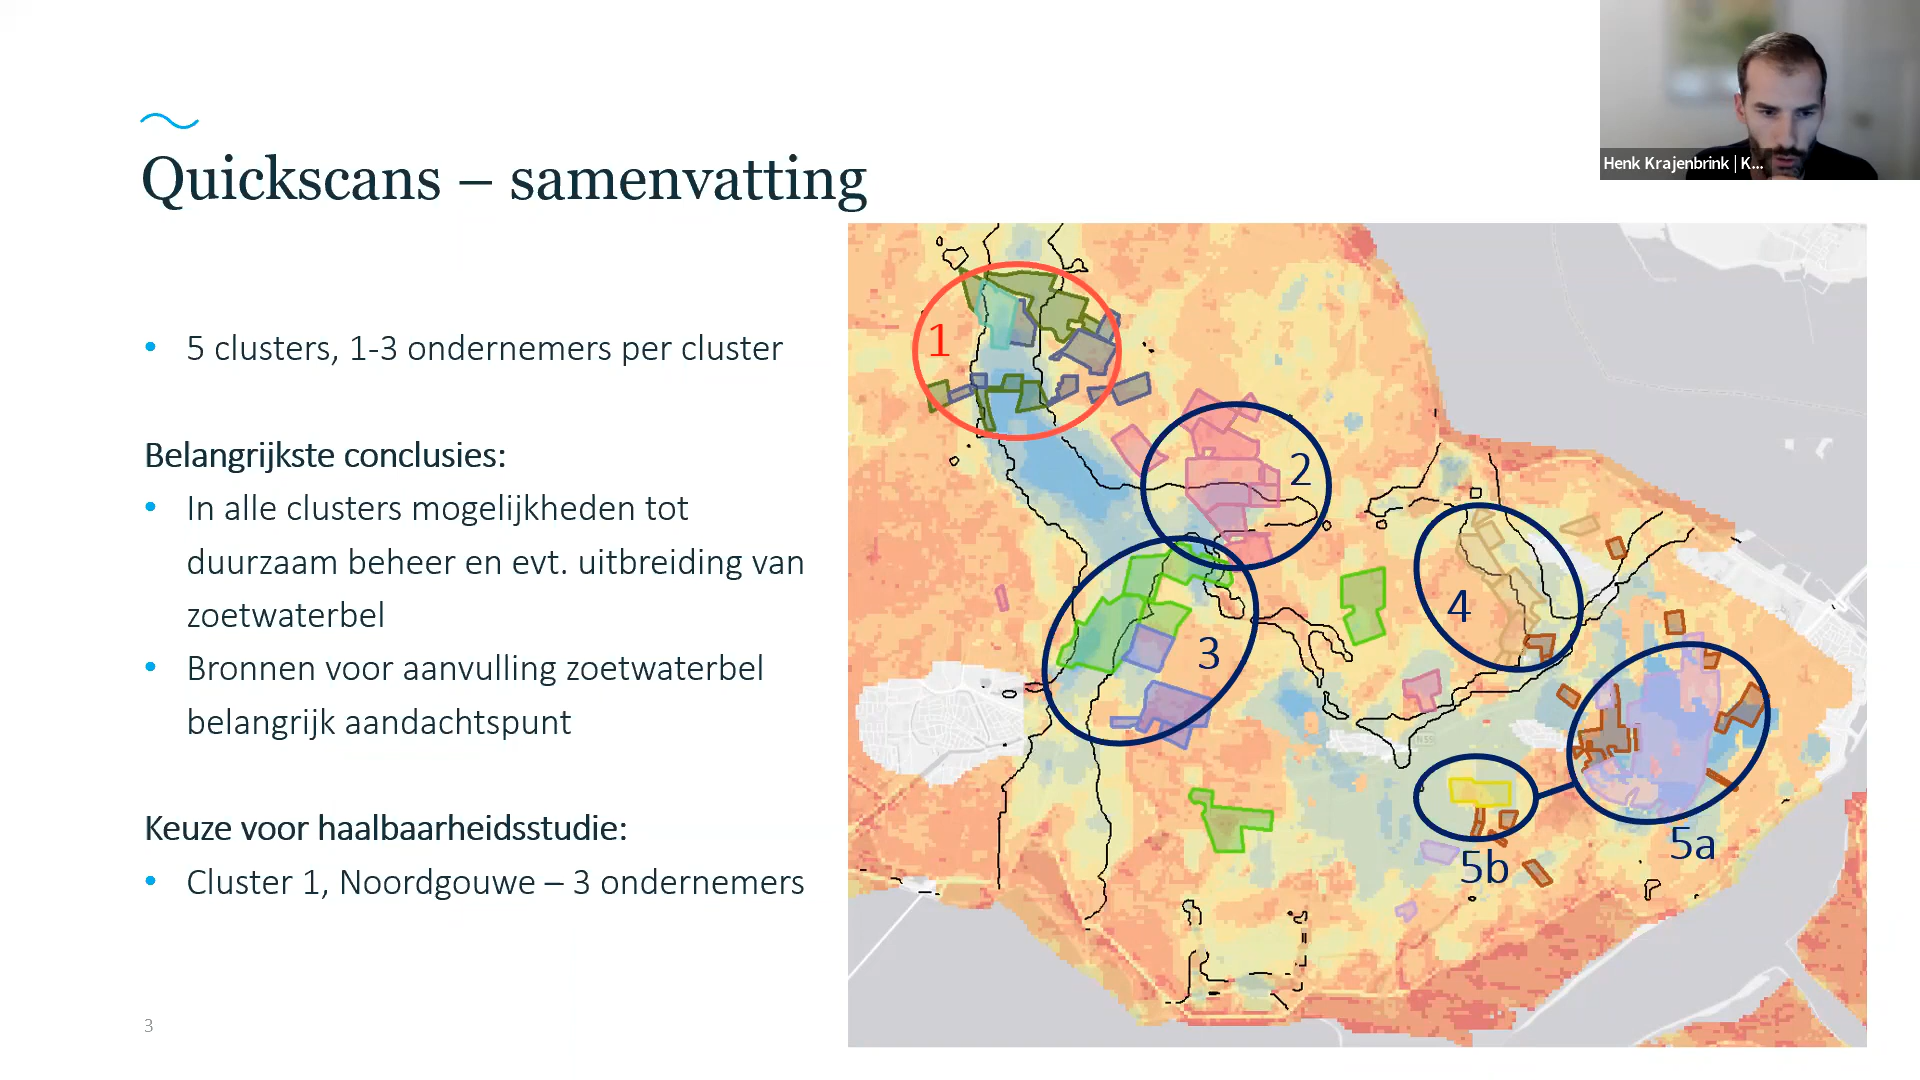 Henk Krajenbrink | K...
Quickscans – samenvatting
• 5 clusters, 1-3 ondernemers per cluster
Belangrijkste conclusies:
• In alle clusters mogelijkheden tot
duurzaam beheer en evt. uitbreiding van
zoetwaterbel
• Bronnen voor aanvulling zoetwaterbel
belangrijk aandachtspunt
Keuze voor haalbaarheidsstudie:
• Cluster 1, Noordgouwe – 3 ondernemers
1
2
3
4
5a
5b
3